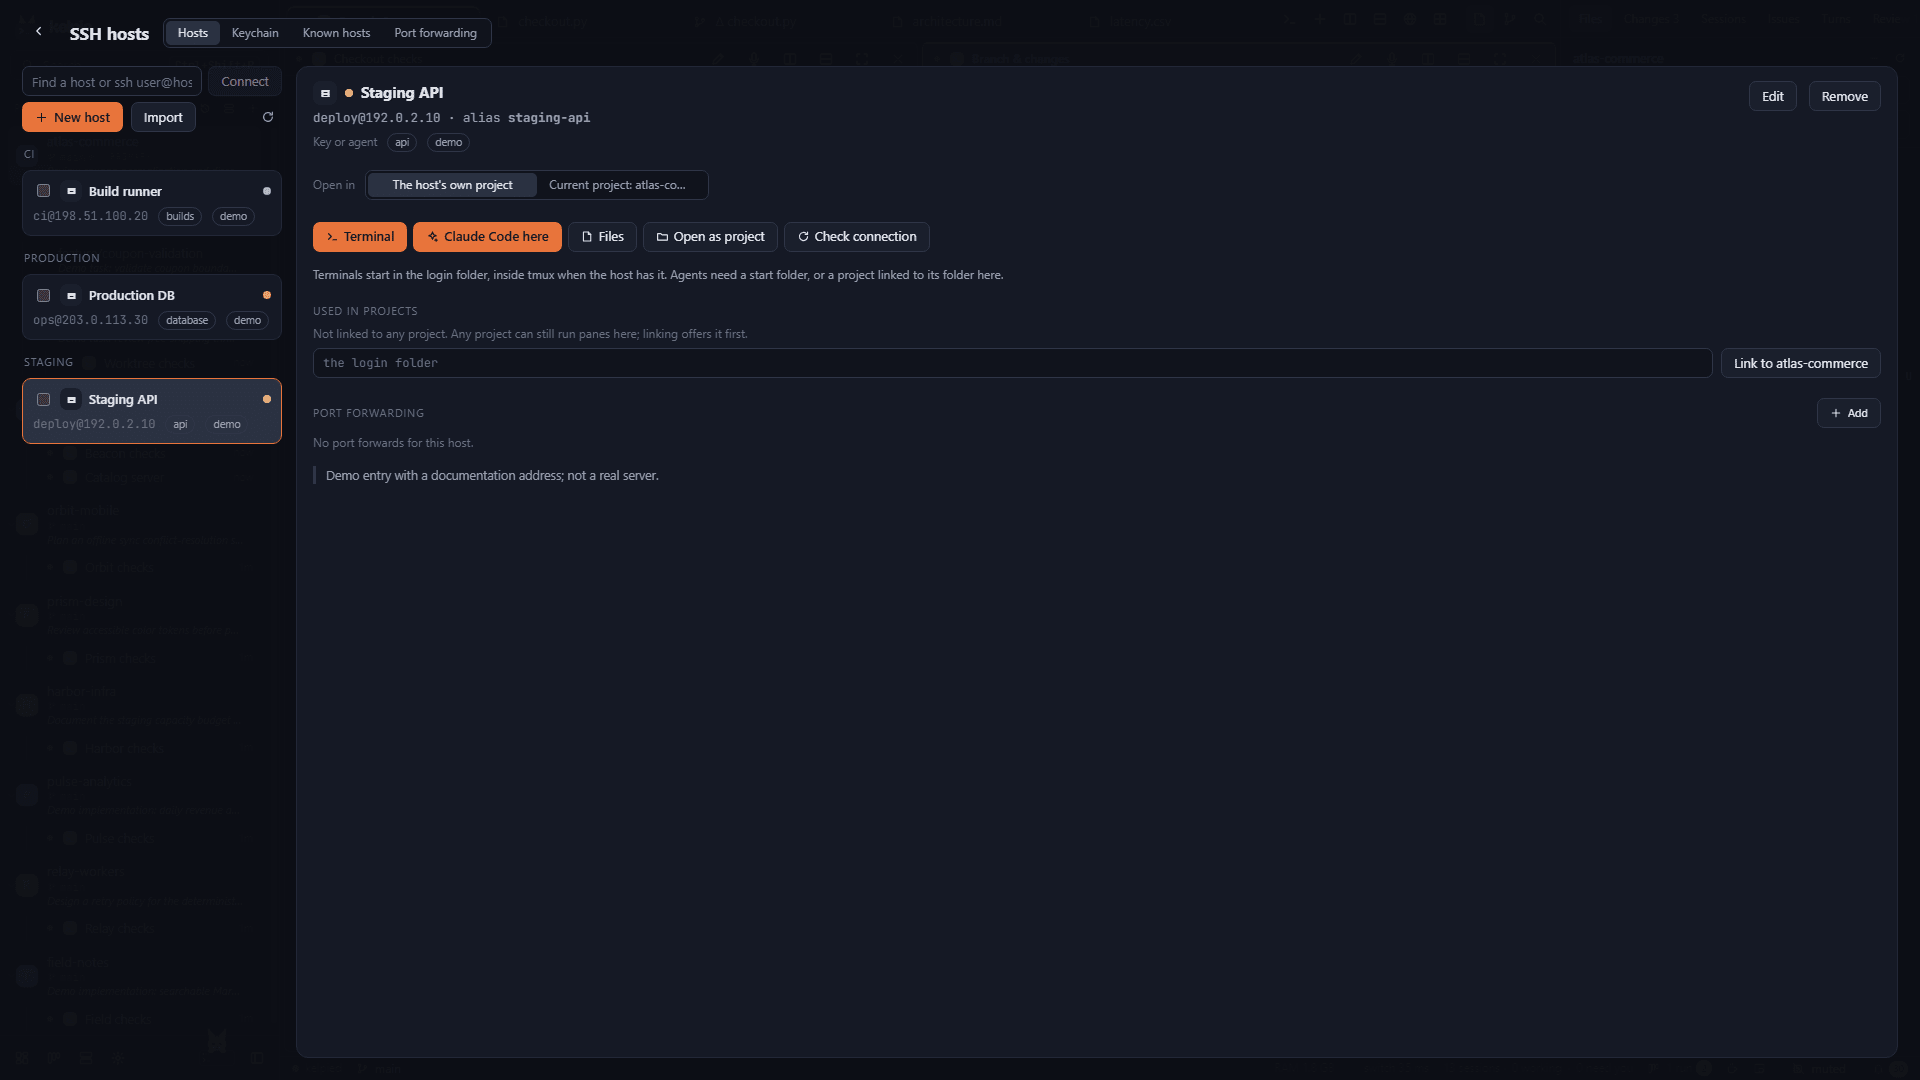 SSH hosts
Hosts
Keychain
Known hosts
Port forwarding
Find a host or ssh user@hos
Connect
+ New host
Import
CI
Build runner
ci@198.51.100.20 builds demo
PRODUCTION
Production DB
ops@203.0.113.30 database demo
STAGING
Staging API
deploy@192.0.2.10 api demo
Staging API
Edit
Remove
deploy@192.0.2.10 · alias staging-api
Key or agent api demo
Open in The host's own project Current project: atlas-co...
Terminal
Claude Code here
Files
Open as project
Check connection
Terminals start in the login folder, inside tmux when the host has it. Agents need a start folder, or a project linked to its folder here.
USED IN PROJECTS
Not linked to any project. Any project can still run panes here; linking offers it first.
the login folder
Link to atlas-commerce
PORT FORWARDING
+ Add
No port forwards for this host.
Demo entry with a documentation address; not a real server.